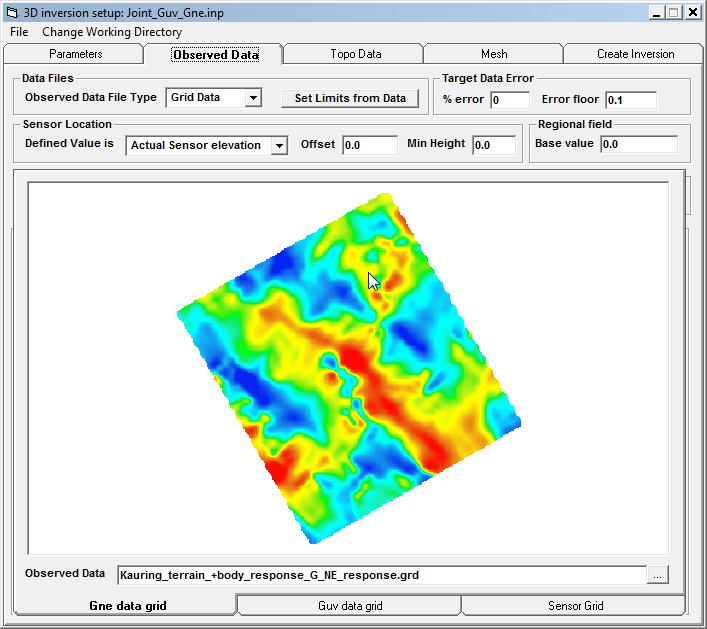 3D inversion setup: Joint_Guv_Gne.inp
File Change Working Directory
Parameters Observed Data Topo Data Mesh Create Inversion
Data Files
Observed Data File Type Grid Data Set Limits from Data
Target Data Error
% error 0 Error floor 0.1
Sensor Location
Defined Value is Actual Sensor elevation Offset 0.0 Min Height 0.0
Regional field
Base value 0.0
Observed Data Kauring_terrain_+body_response_G_NE_response.grd ...
Gne data grid Guv data grid Sensor Grid